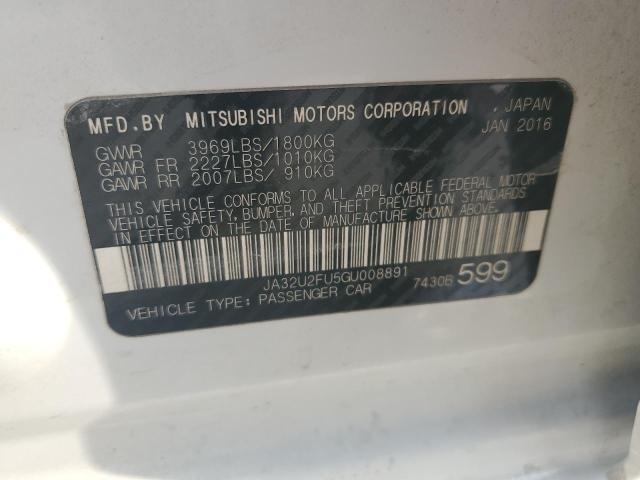 MFD. BY MITSUBISHI MOTORS CORPORATION , JAPAN
JAN 2016
GVWR 3969LBS/1800KG
GAWR FR 2227LBS/1010KG
GAWR RR 2007LBS/ 910KG
THIS VEHICLE CONFORMS TO ALL APPLICABLE FEDERAL MOTOR
VEHICLE SAFETY, BUMPER, AND THEFT PREVENTION STANDARDS
IN EFFECT ON THE DATE OF MANUFACTURE SHOWN ABOVE.
JA32U2FU5GU008891
VEHICLE TYPE: PASSENGER CAR 7430B 599